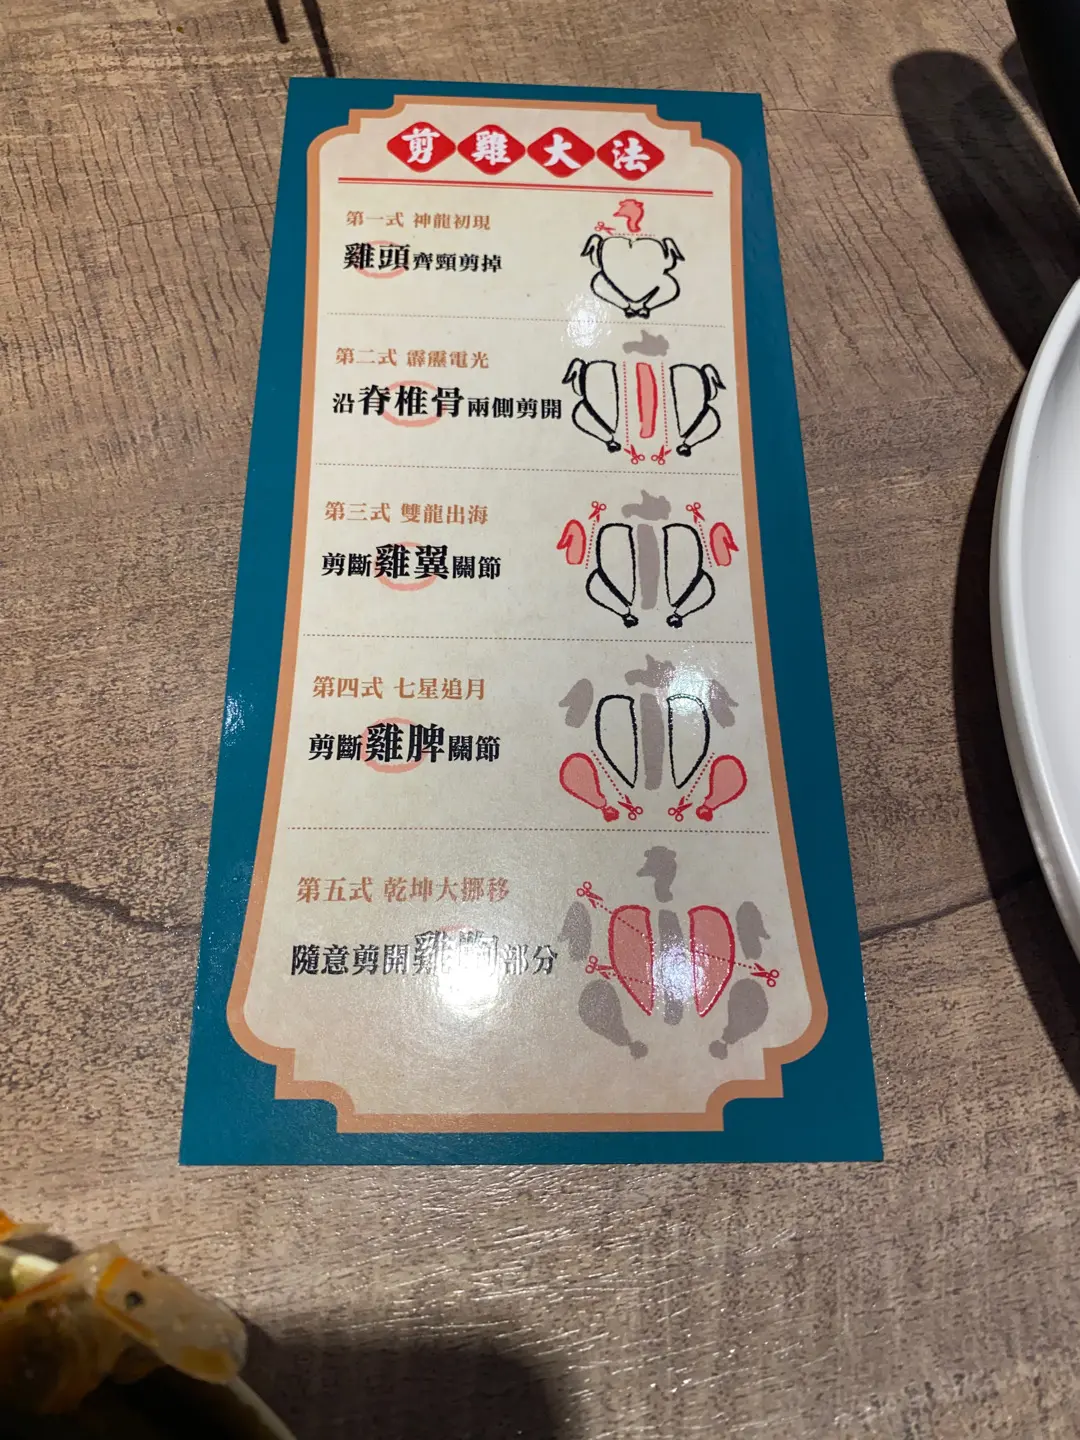 剪雞大法
第一式 神龍初現
雞頭齊頸剪掉
第二式 霹靂電光
沿脊椎骨兩側剪開
第三式 雙龍出海
剪斷雞翼關節
第四式 七星追月
剪斷雞脾關節
第五式 乾坤大挪移
隨意剪開雞胸部分